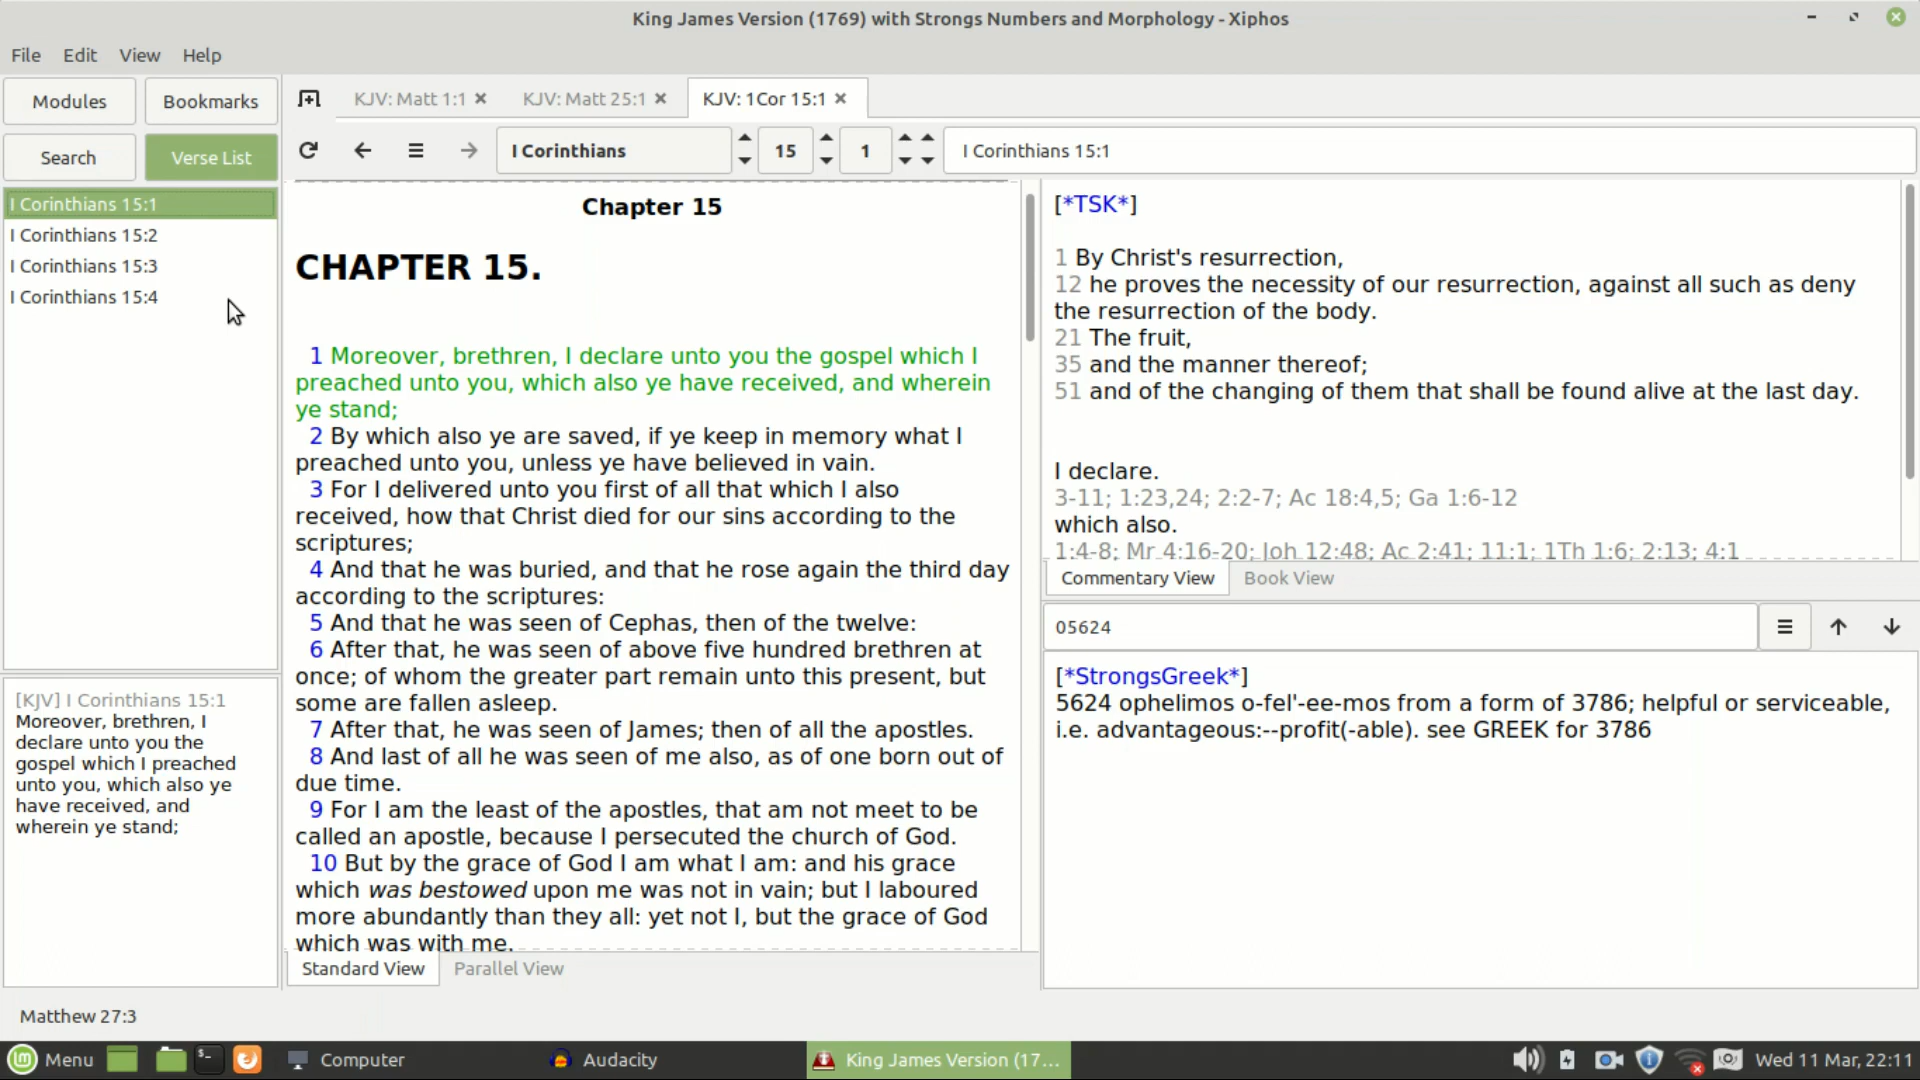 King James Version (1769) with Strongs Numbers and Morphology - Xiphos
File Edit View Help
Modules Bookmarks
Search Verse List
I Corinthians 15:1
I Corinthians 15:2
I Corinthians 15:3
I Corinthians 15:4
[KJV] I Corinthians 15:1
Moreover, brethren, I
declare unto you the
gospel which I preached
unto you, which also ye
have received, and
wherein ye stand;
KJV: Matt 1:1 KJV: Matt 25:1 KJV: 1Cor 15:1
I Corinthians 15 1 I Corinthians 15:1
Chapter 15
CHAPTER 15.
1 Moreover, brethren, I declare unto you the gospel which I
preached unto you, which also ye have received, and wherein
ye stand;
2 By which also ye are saved, if ye keep in memory what I
preached unto you, unless ye have believed in vain.
3 For I delivered unto you first of all that which I also
received, how that Christ died for our sins according to the
scriptures;
4 And that he was buried, and that he rose again the third day
according to the scriptures:
5 And that he was seen of Cephas, then of the twelve:
6 After that, he was seen of above five hundred brethren at
once; of whom the greater part remain unto this present, but
some are fallen asleep.
7 After that, he was seen of James; then of all the apostles.
8 And last of all he was seen of me also, as of one born out of
due time.
9 For I am the least of the apostles, that am not meet to be
called an apostle, because I persecuted the church of God.
10 But by the grace of God I am what I am: and his grace
which was bestowed upon me was not in vain; but I laboured
more abundantly than they all: yet not I, but the grace of God
which was with me.
Standard View Parallel View
[*TSK*]
1 By Christ's resurrection,
12 he proves the necessity of our resurrection, against all such as deny
the resurrection of the body.
21 The fruit,
35 and the manner thereof;
51 and of the changing of them that shall be found alive at the last day.
I declare.
3-11; 1:23,24; 2:2-7; Ac 18:4,5; Ga 1:6-12
which also.
1:4-8; Mr 4:16-20; Joh 12:48; Ac 2:41; 11:1; 1Th 1:6; 2:13; 4:1
Commentary View Book View
05624
[*StrongsGreek*]
5624 ophelimos o-fel'-ee-mos from a form of 3786; helpful or serviceable,
i.e. advantageous:--profit(-able). see GREEK for 3786
Matthew 27:3
Menu Computer Audacity King James Version (17... Wed 11 Mar, 22:11